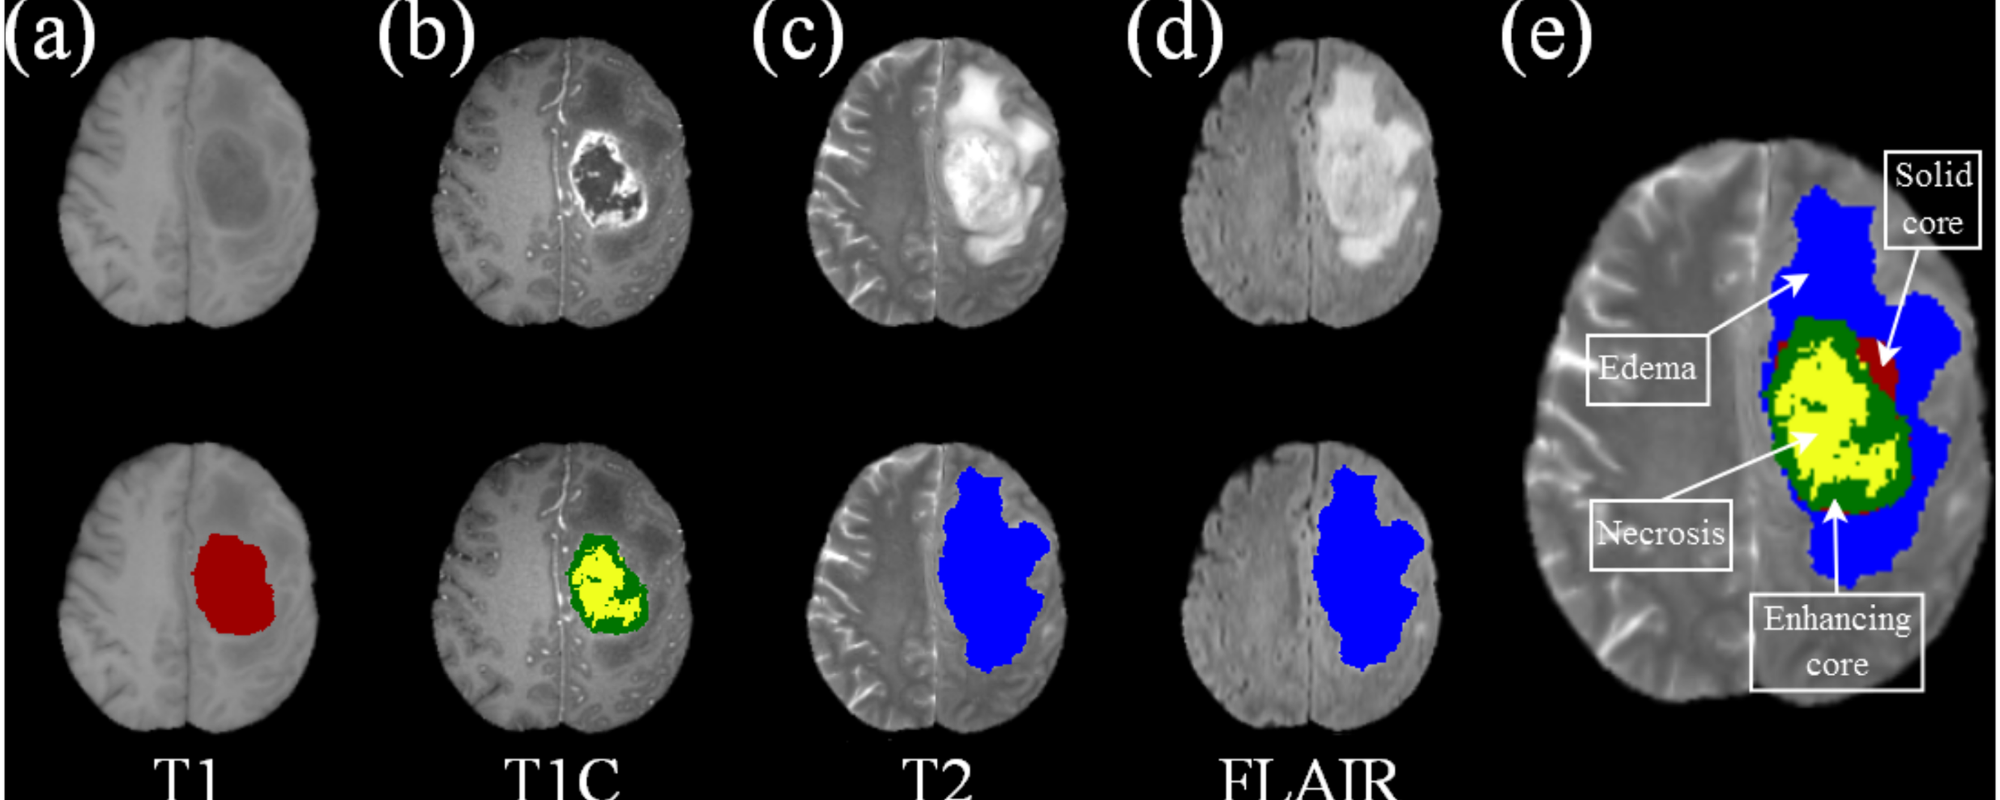 (a)
(b)
(c)
(d)
(e)
Solid
core
Edema
Necrosis
Enhancing
core
T1
T1C
T2
FLAIR